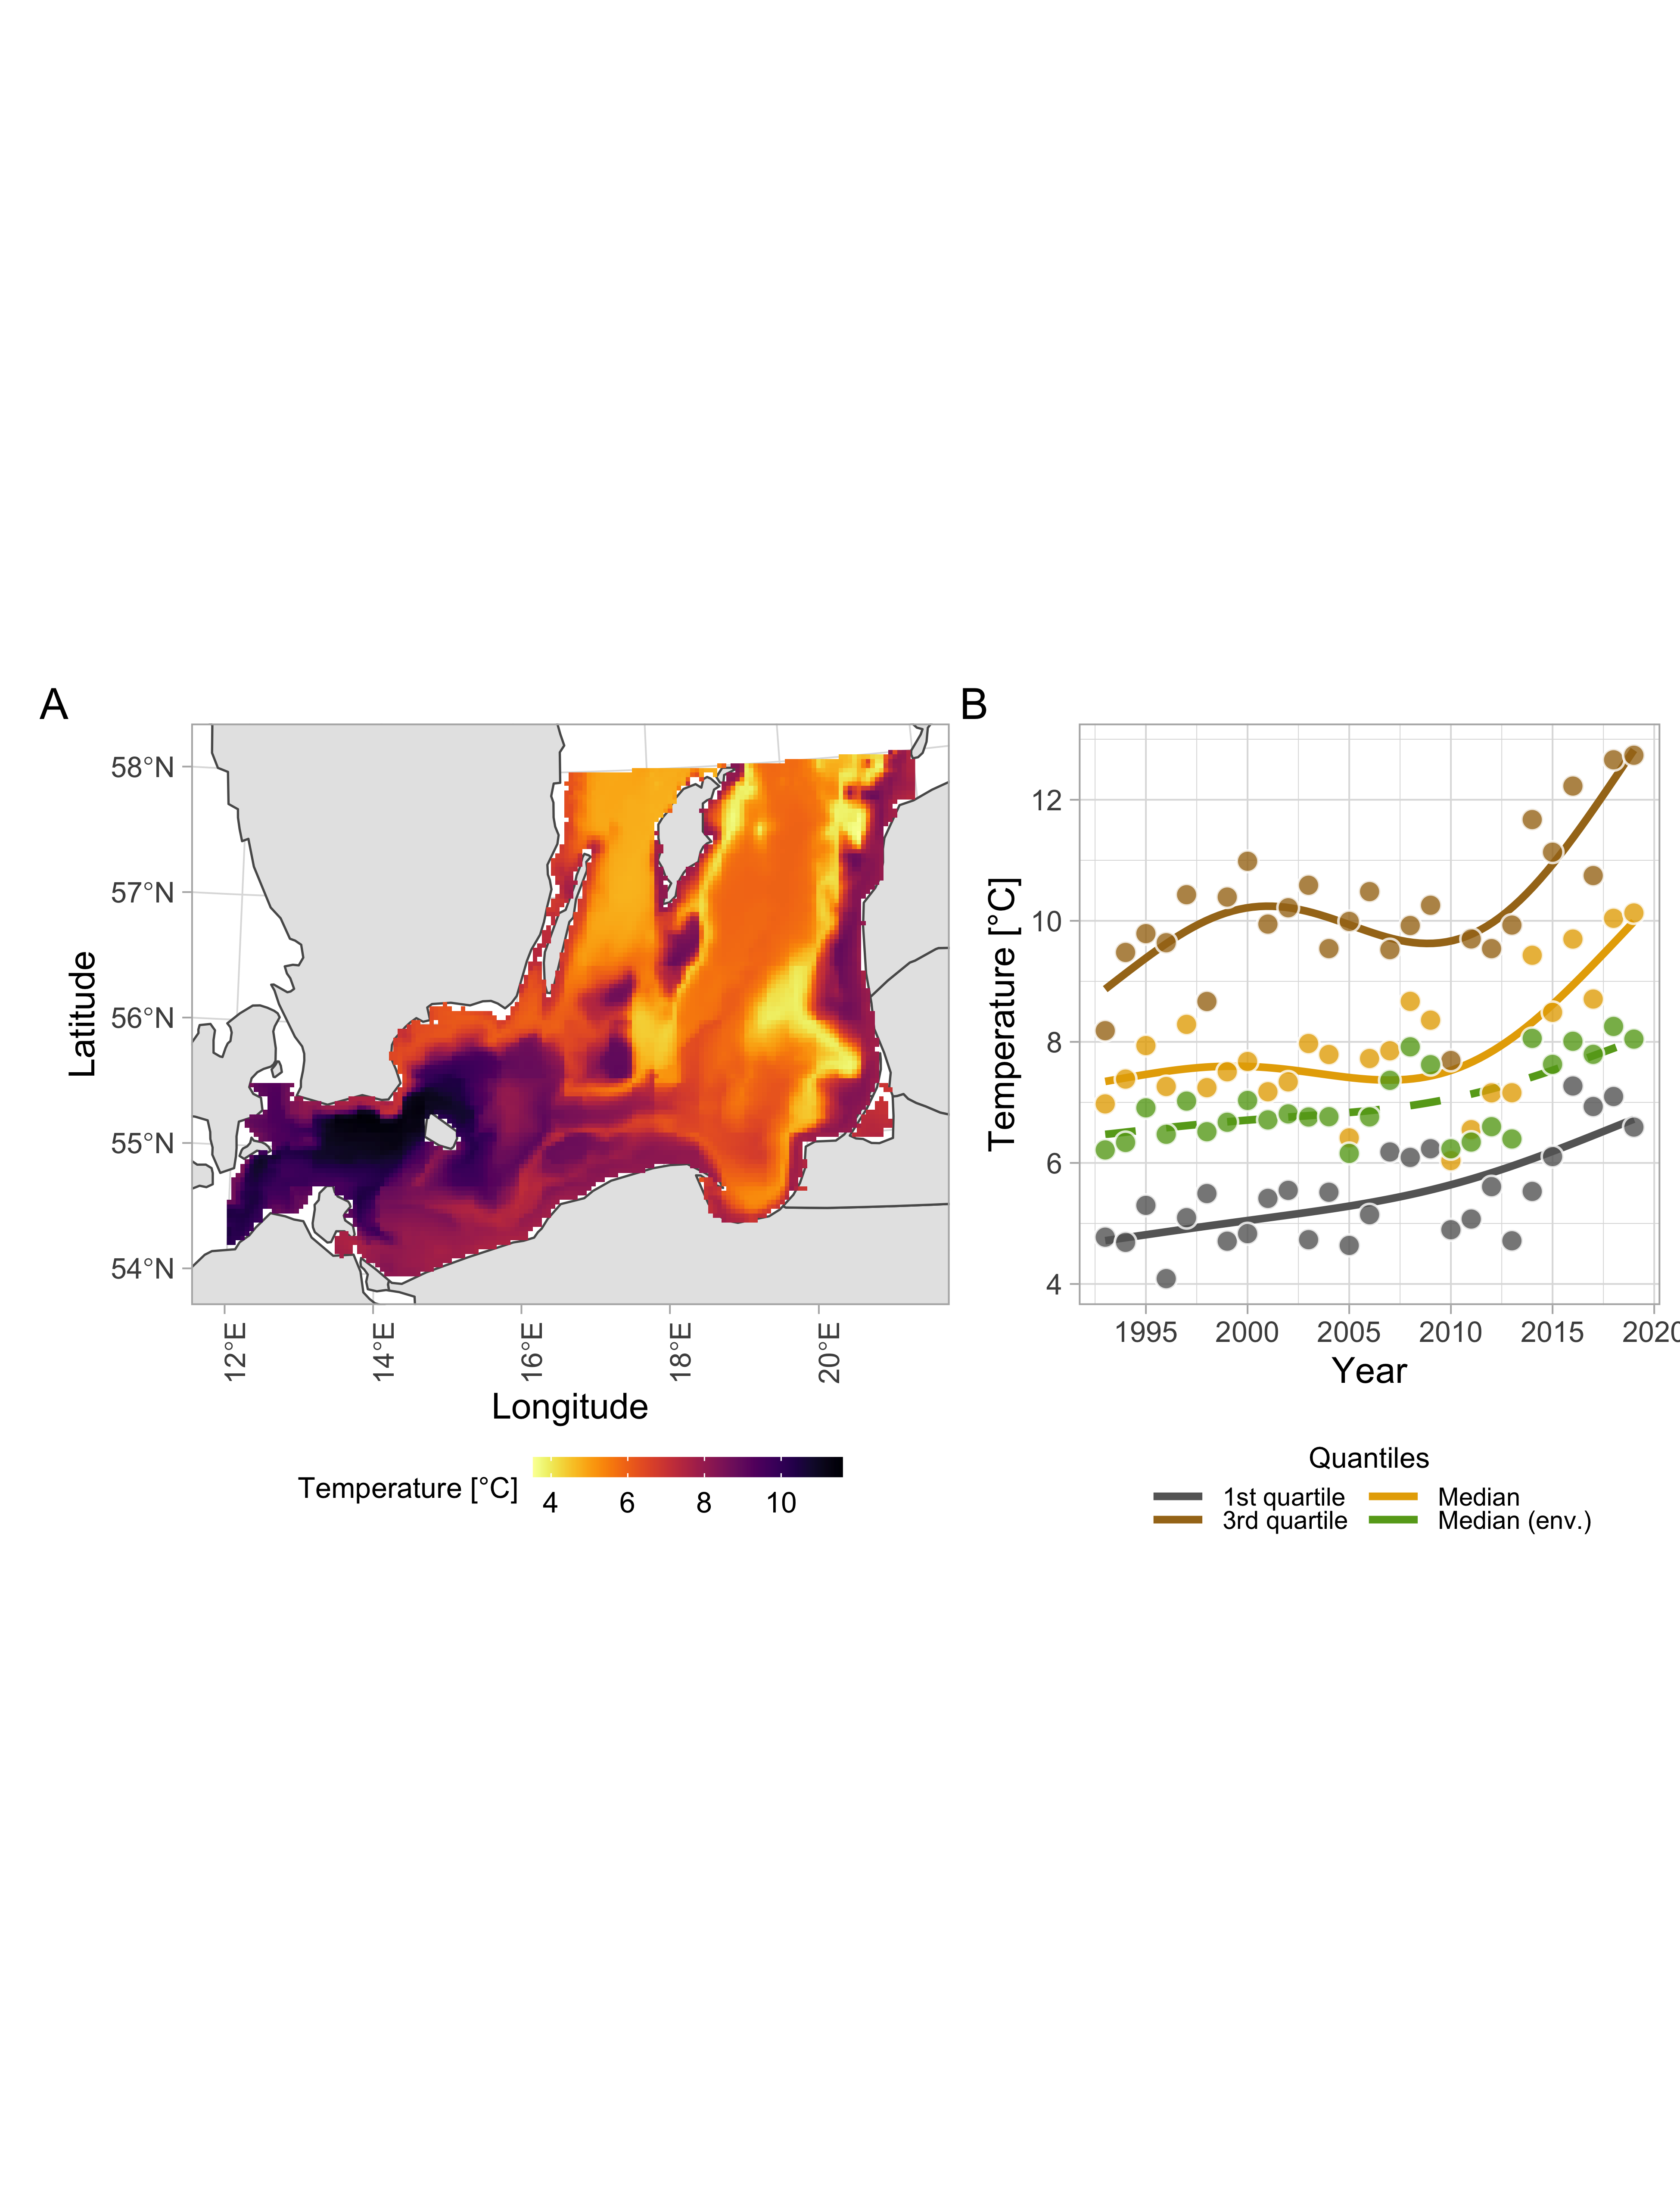 A
B
58°N
57°N
56°N
55°N
54°N
Latitude
12°E 14°E 16°E 18°E 20°E
Longitude
Temperature [°C]
4 6 8 10
12
10
8
6
4
Temperature [°C]
1995 2000 2005 2010 2015 2020
Year
Quantiles
1st quartile Median
3rd quartile Median (env.)